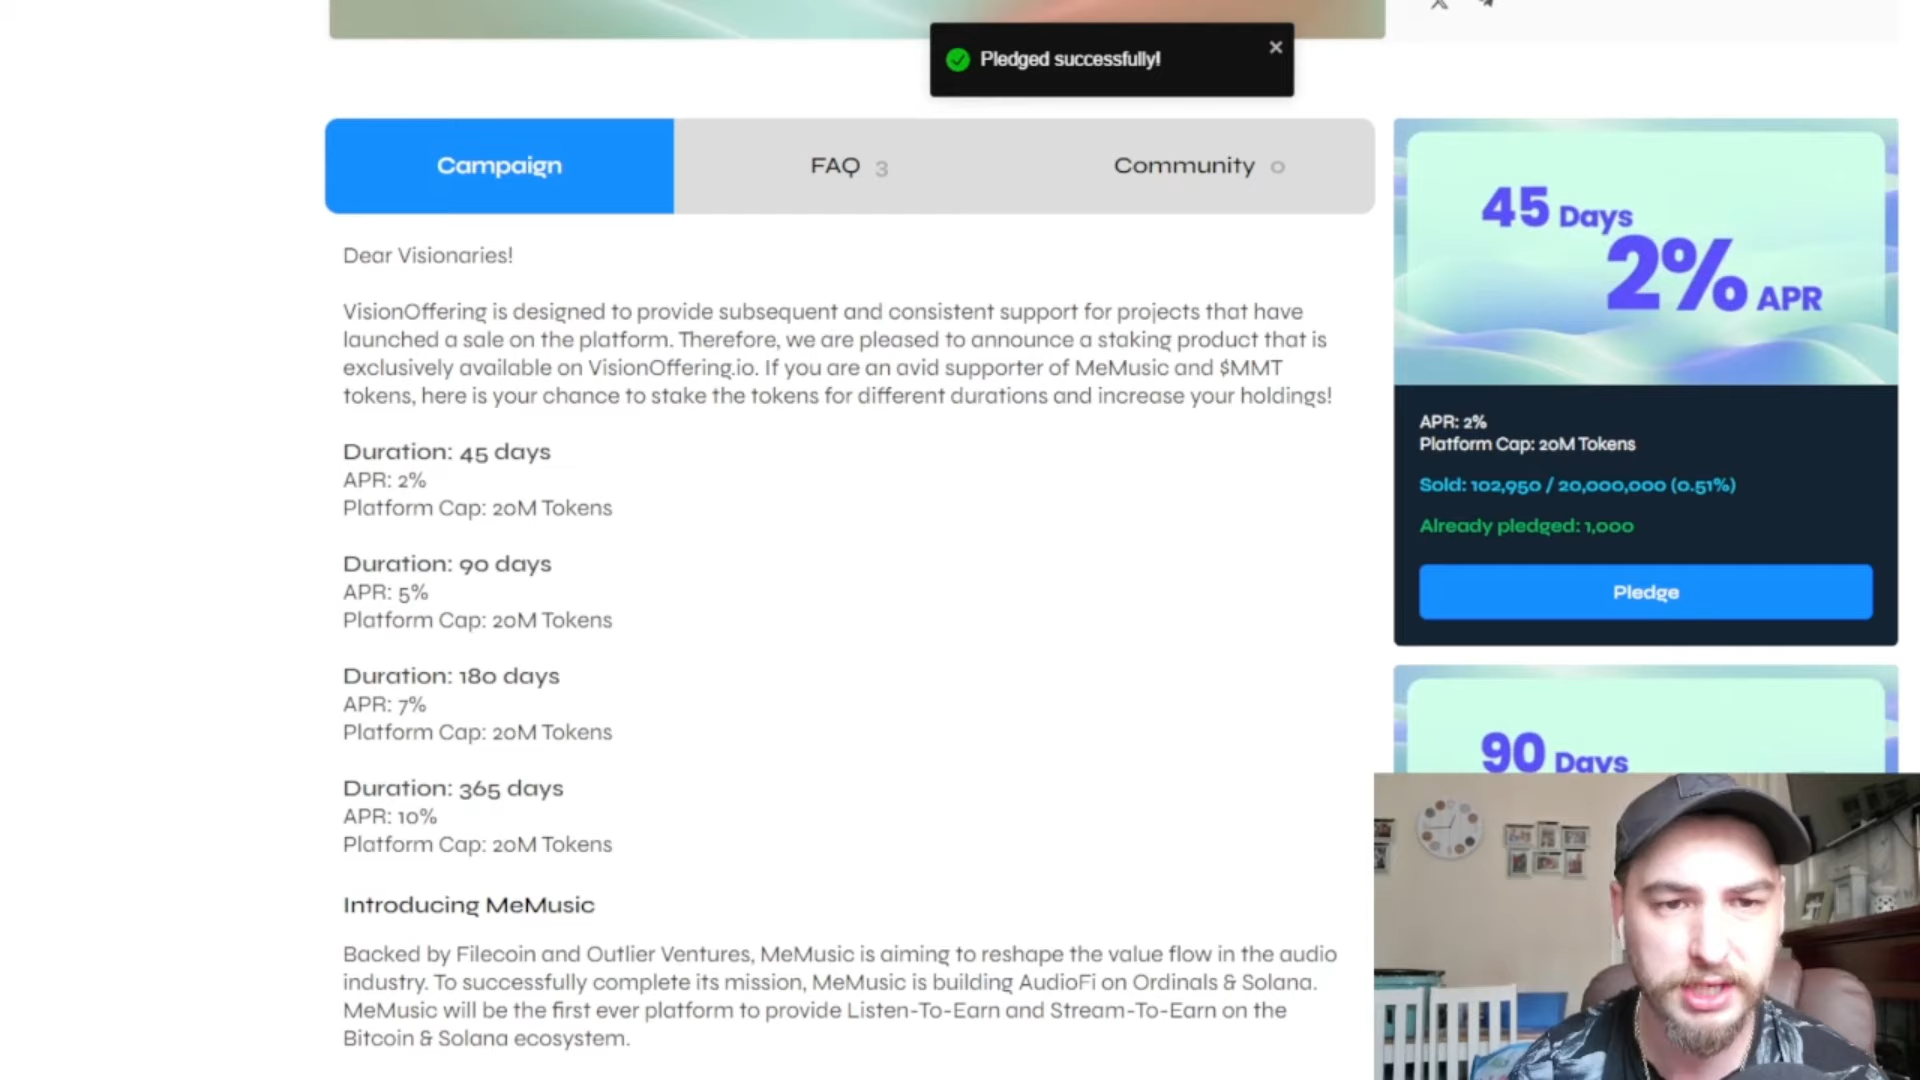 Pledged successfully!
Campaign
FAQ 3
Community 0
Dear Visionaries!
VisionOffering is designed to provide subsequent and consistent support for projects that have
launched a sale on the platform. Therefore, we are pleased to announce a staking product that is
exclusively available on VisionOffering.io. If you are an avid supporter of MeMusic and $MMT
tokens, here is your chance to stake the tokens for different durations and increase your holdings!
Duration: 45 days
APR: 2%
Platform Cap: 20M Tokens
Duration: 90 days
APR: 5%
Platform Cap: 20M Tokens
Duration: 180 days
APR: 7%
Platform Cap: 20M Tokens
Duration: 365 days
APR: 10%
Platform Cap: 20M Tokens
Introducing MeMusic
Backed by Filecoin and Outlier Ventures, MeMusic is aiming to reshape the value flow in the audio
industry. To successfully complete its mission, MeMusic is building AudioFi on Ordinals & Solana.
MeMusic will be the first ever platform to provide Listen-To-Earn and Stream-To-Earn on the
Bitcoin & Solana ecosystem.
45 Days
2% APR
APR: 2%
Platform Cap: 20M Tokens
Sold: 102,950 / 20,000,000 (0.51%)
Already pledged: 1,000
Pledge
90 Days